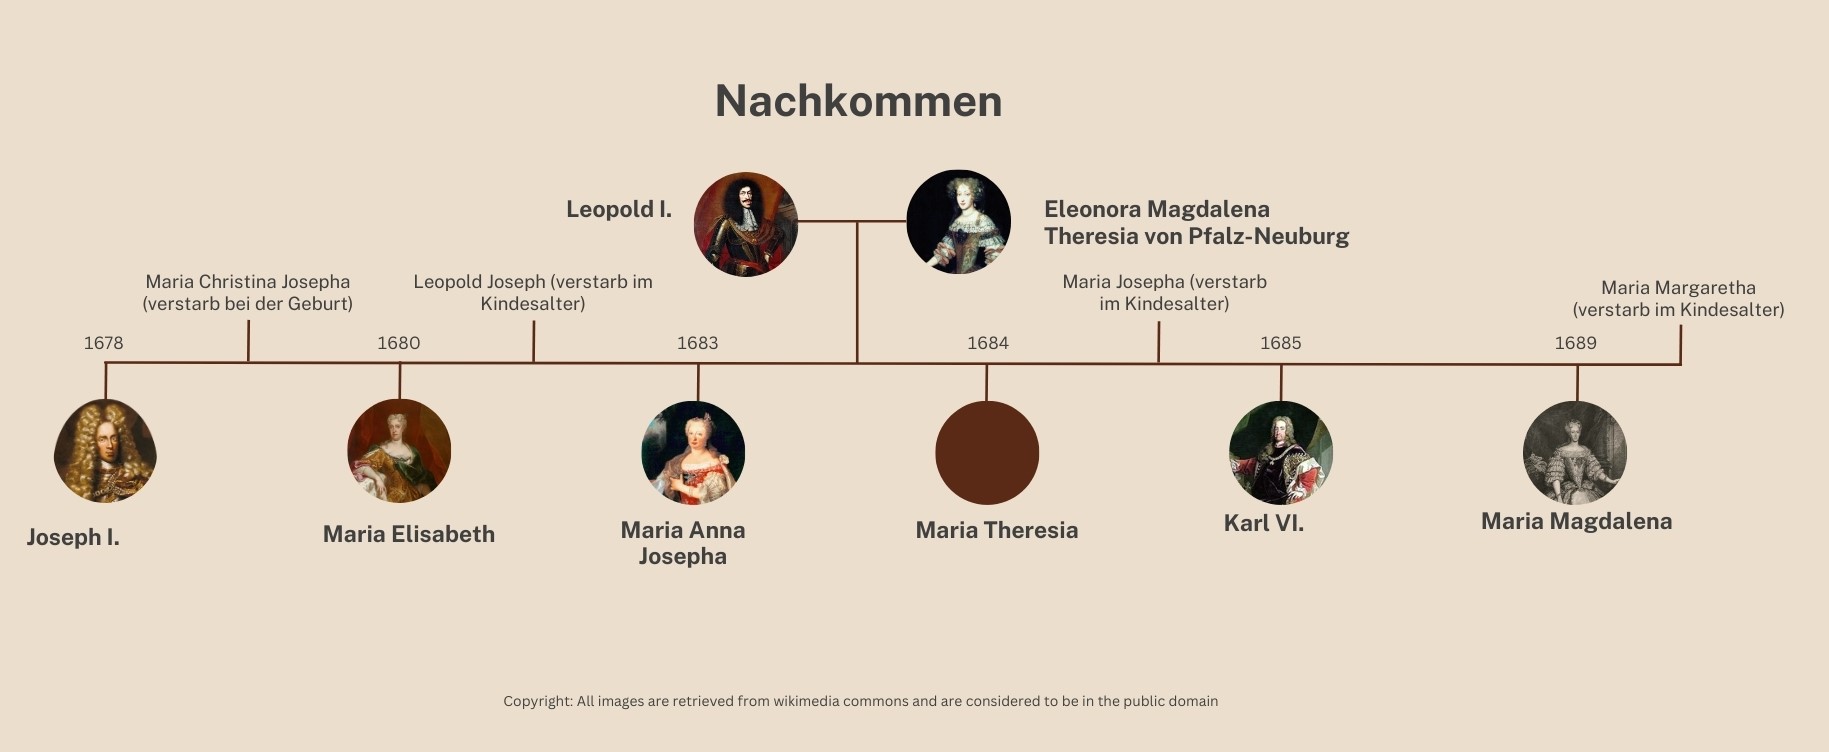 Nachkommen
Leopold I.
Eleonora Magdalena
Theresia von Pfalz-Neuburg
Maria Christina Josepha
(verstarb bei der Geburt)
Leopold Joseph (verstarb im
Kindesalter)
Maria Josepha (verstarb
im Kindesalter)
Maria Margaretha
(verstarb im Kindesalter)
1678
1680
1683
1684
1685
1689
Joseph I.
Maria Elisabeth
Maria Anna
Josepha
Maria Theresia
Karl VI.
Maria Magdalena
Copyright: All images are retrieved from wikimedia commons and are considered to be in the public domain